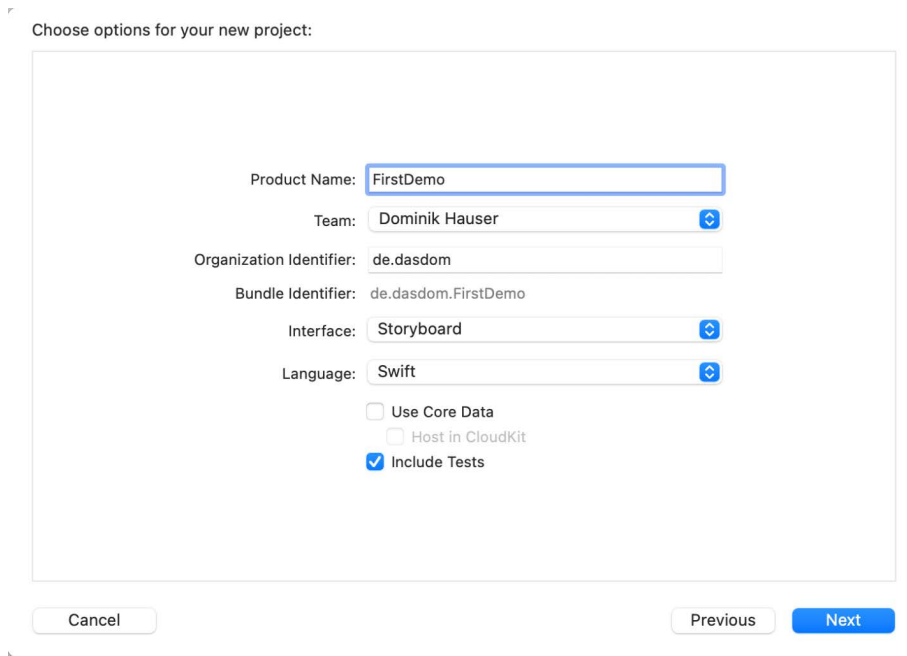 Choose options for your new project:
Product Name: FirstDemo
Team: Dominik Hauser
Organization Identifier: de.dasdom
Bundle Identifier: de.dasdom.FirstDemo
Interface: Storyboard
Language: Swift
Use Core Data
Host in CloudKit
Include Tests
Cancel Previous Next